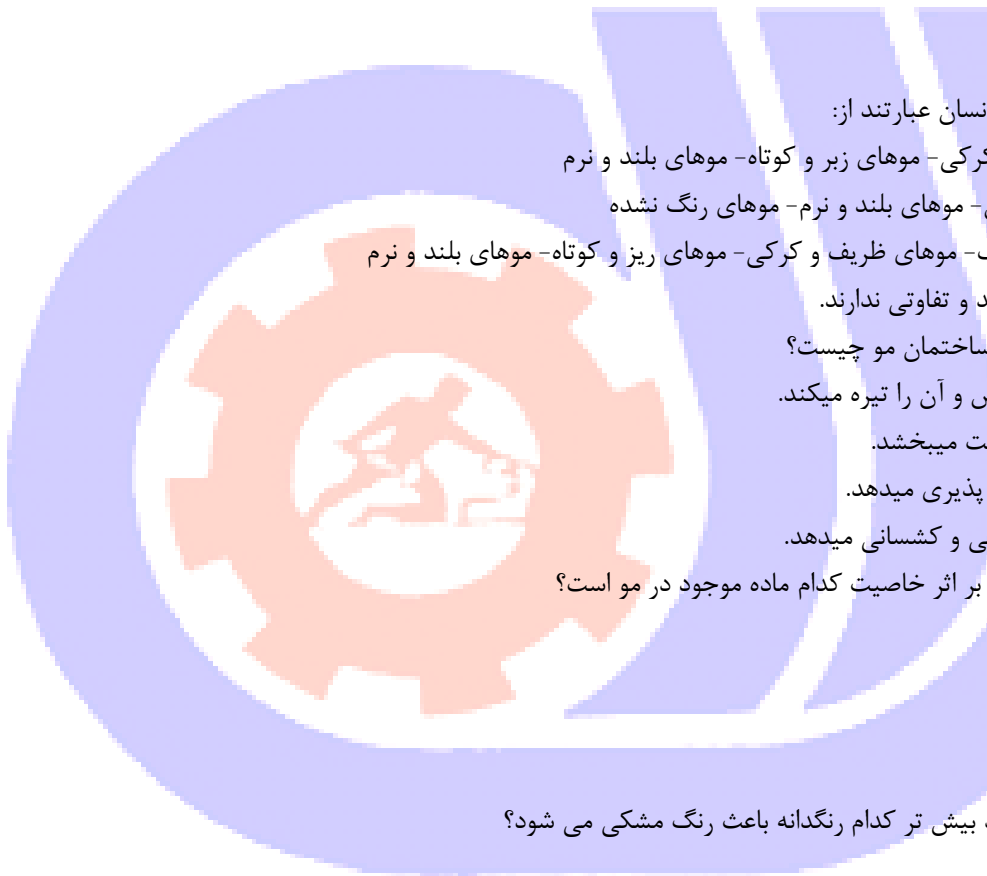 نسان عبارتند از:
کرکی- موهای زبر و کوتاه- موهای بلند و نرم
- موهای بلند و نرم- موهای رنگ نشده
- موهای ظریف و کرکی- موهای ریز و کوتاه- موهای بلند و نرم
د و تفاوتی ندارند.
ساختمان مو چیست؟
و آن را تیره میکند.
ت میبخشد.
پذیری میدهد.
ی و کشسانی میدهد.
بر اثر خاصیت کدام ماده موجود در مو است؟
بیش تر کدام رنگدانه باعث رنگ مشکی می شود؟